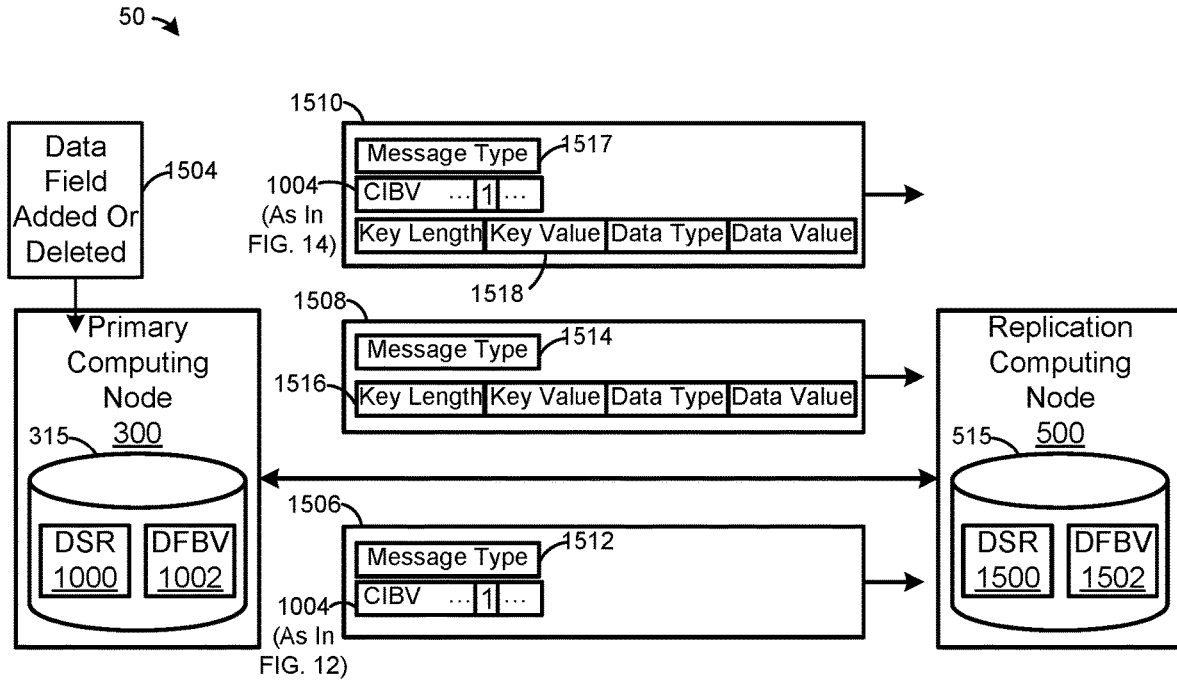 50
1510
Data
Field
Added Or
Deleted
1504
Message Type
1517
1004
(As In
FIG. 14)
CIBV ... 1 ...
Key Length Key Value Data Type Data Value
1518
1508
Primary
Computing
Node
300
315
DSR
1000
DFBV
1002
Message Type
1514
1516
Key Length Key Value Data Type Data Value
1506
Message Type
1512
1004
(As In
FIG. 12)
CIBV ... 1 ...
Replication
Computing
Node
500
515
DSR
1500
DFBV
1502